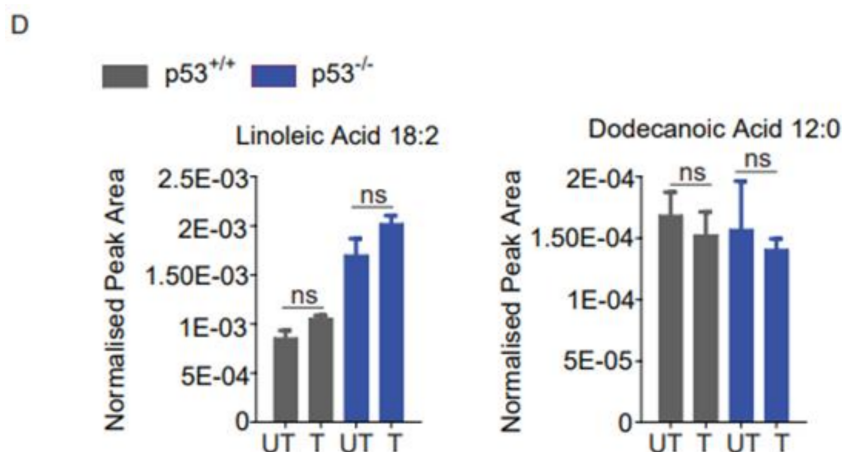 D
p53+/+ p53-/-
Linoleic Acid 18:2
Normalised Peak Area
2.5E-03
2E-03
1.50E-03
1E-03
5E-04
0
ns
ns
UT T UT T
Dodecanoic Acid 12:0
Normalised Peak Area
2E-04
1.50E-04
1E-04
5E-05
0
ns
ns
UT T UT T